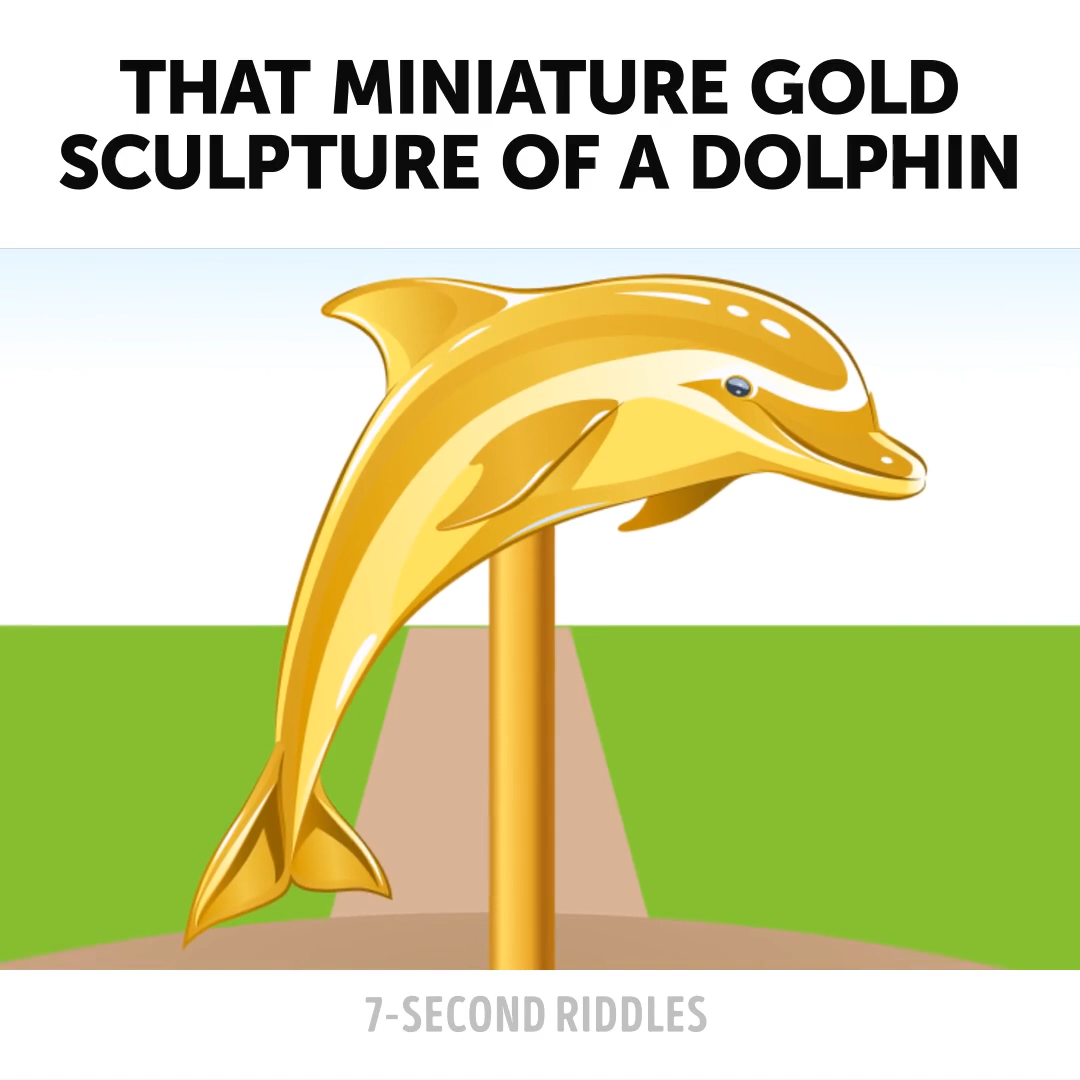 THAT MINIATURE GOLD
SCULPTURE OF A DOLPHIN
7-SECOND RIDDLES